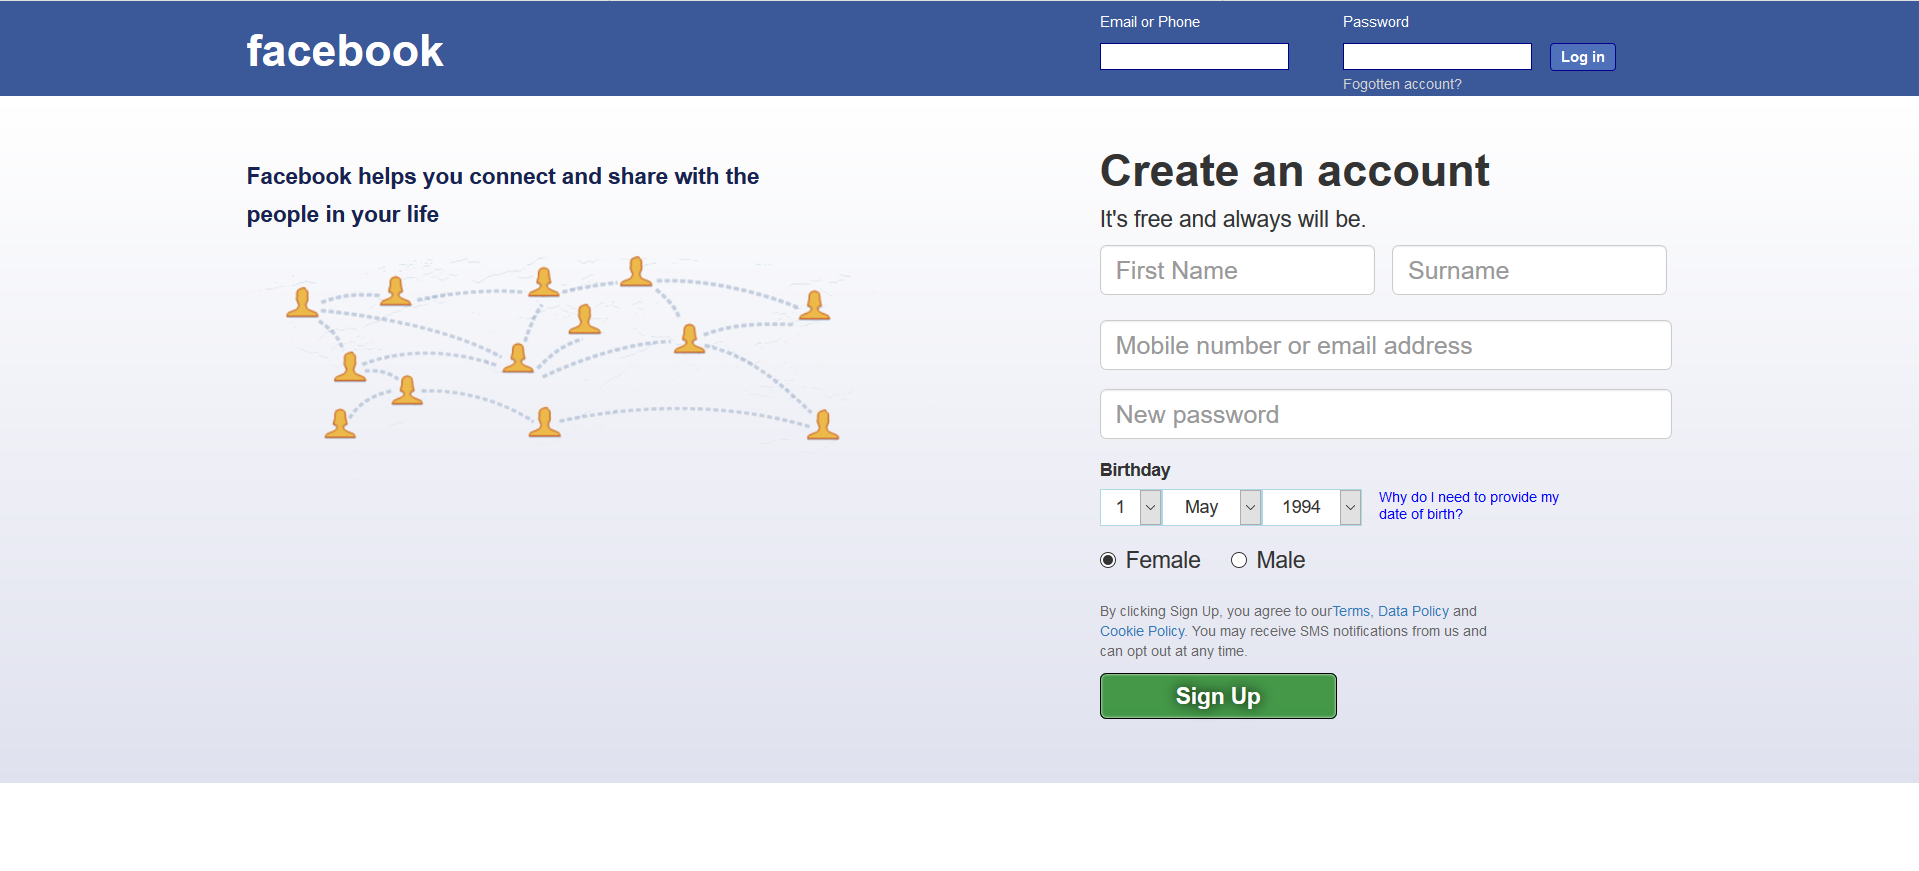 facebook
Email or Phone
Password
Log in
Fogotten account?
Facebook helps you connect and share with the
people in your life
Create an account
It's free and always will be.
First Name
Surname
Mobile number or email address
New password
Birthday
1 May 1994
Why do I need to provide my
date of birth?
Female Male
By clicking Sign Up, you agree to ourTerms, Data Policy and
Cookie Policy. You may receive SMS notifications from us and
can opt out at any time.
Sign Up